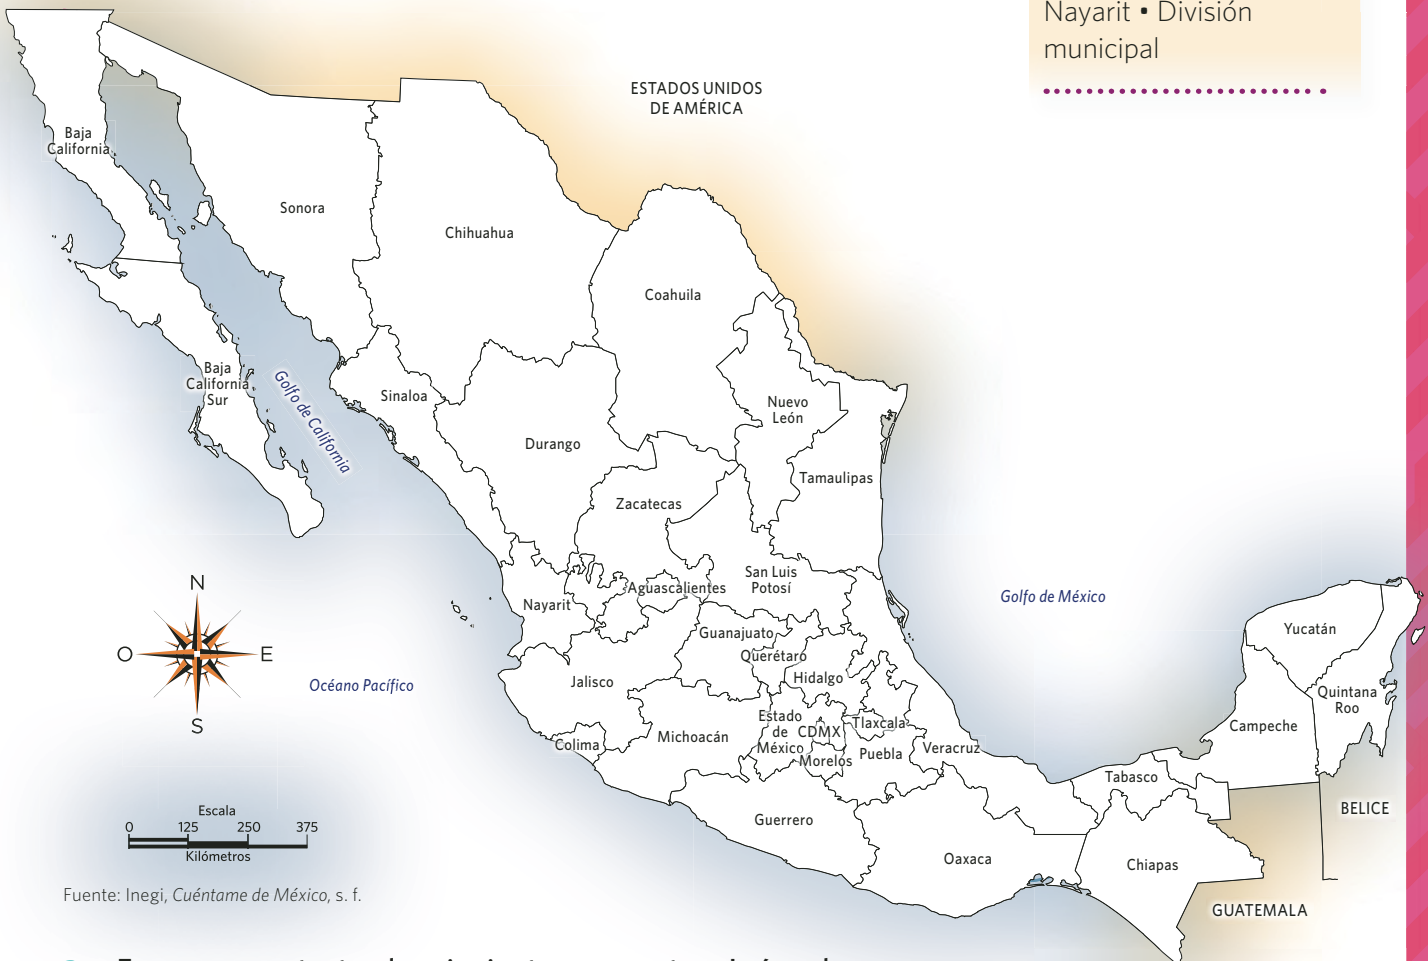 Nayarit • División
municipal
ESTADOS UNIDOS
DE AMÉRICA
Baja
California
Sonora
Chihuahua
Coahuila
Baja
California
Sur
Golfo de California
Sinaloa
Nuevo
León
Durango
Tamaulipas
Zacatecas
San Luis
Potosí
Aguascalientes
Nayarit
Golfo de México
N
O
E
S
Océano Pacífico
Guanajuato
Querétaro
Hidalgo
Jalisco
Yucatán
Quintana
Roo
Campeche
Estado
de
México
CDMX
Tlaxcala
Colima
Michoacán
Morelos
Puebla
Veracruz
Tabasco
Guerrero
Oaxaca
Chiapas
BELICE
GUATEMALA
Escala
0 125 250 375
Kilómetros
Fuente: Inegi, Cuéntame de México, s. f.